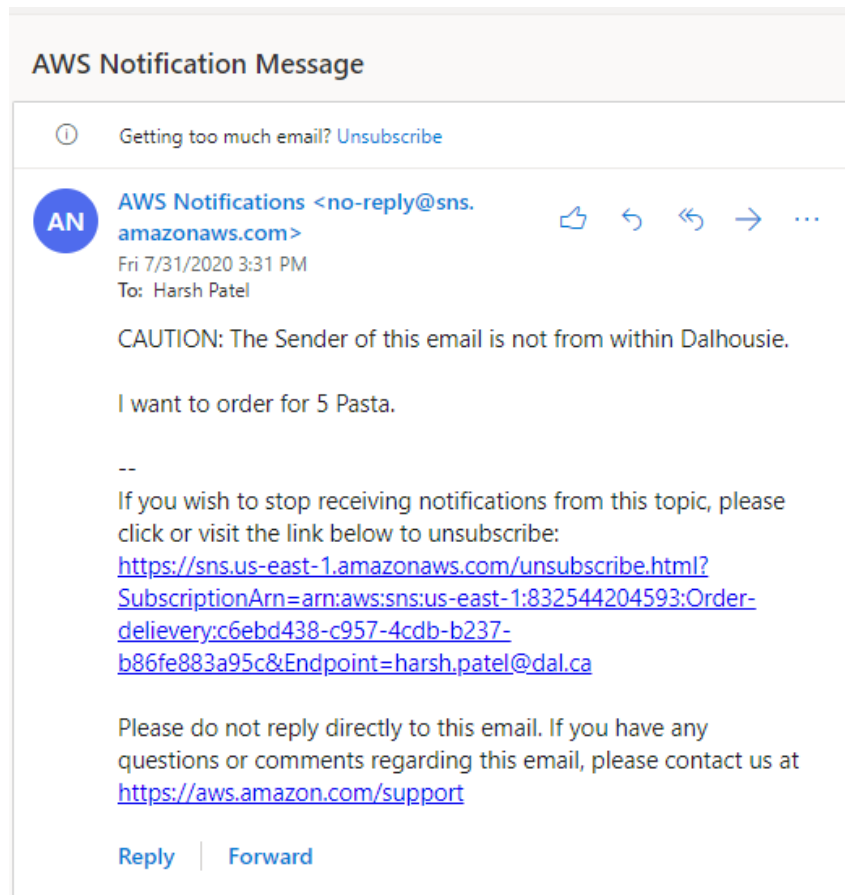 AWS Notification Message
Getting too much email? Unsubscribe
AN
AWS Notifications <no-reply@sns.
amazonaws.com>
Fri 7/31/2020 3:31 PM
To: Harsh Patel
CAUTION: The Sender of this email is not from within Dalhousie.
I want to order for 5 Pasta.
--
If you wish to stop receiving notifications from this topic, please
click or visit the link below to unsubscribe:
https://sns.us-east-1.amazonaws.com/unsubscribe.html?
SubscriptionArn=arn:aws:sns:us-east-1:832544204593:Order-
delievery:c6ebd438-c957-4cdb-b237-
b86fe883a95c&Endpoint=harsh.patel@dal.ca
Please do not reply directly to this email. If you have any
questions or comments regarding this email, please contact us at
https://aws.amazon.com/support
Reply Forward